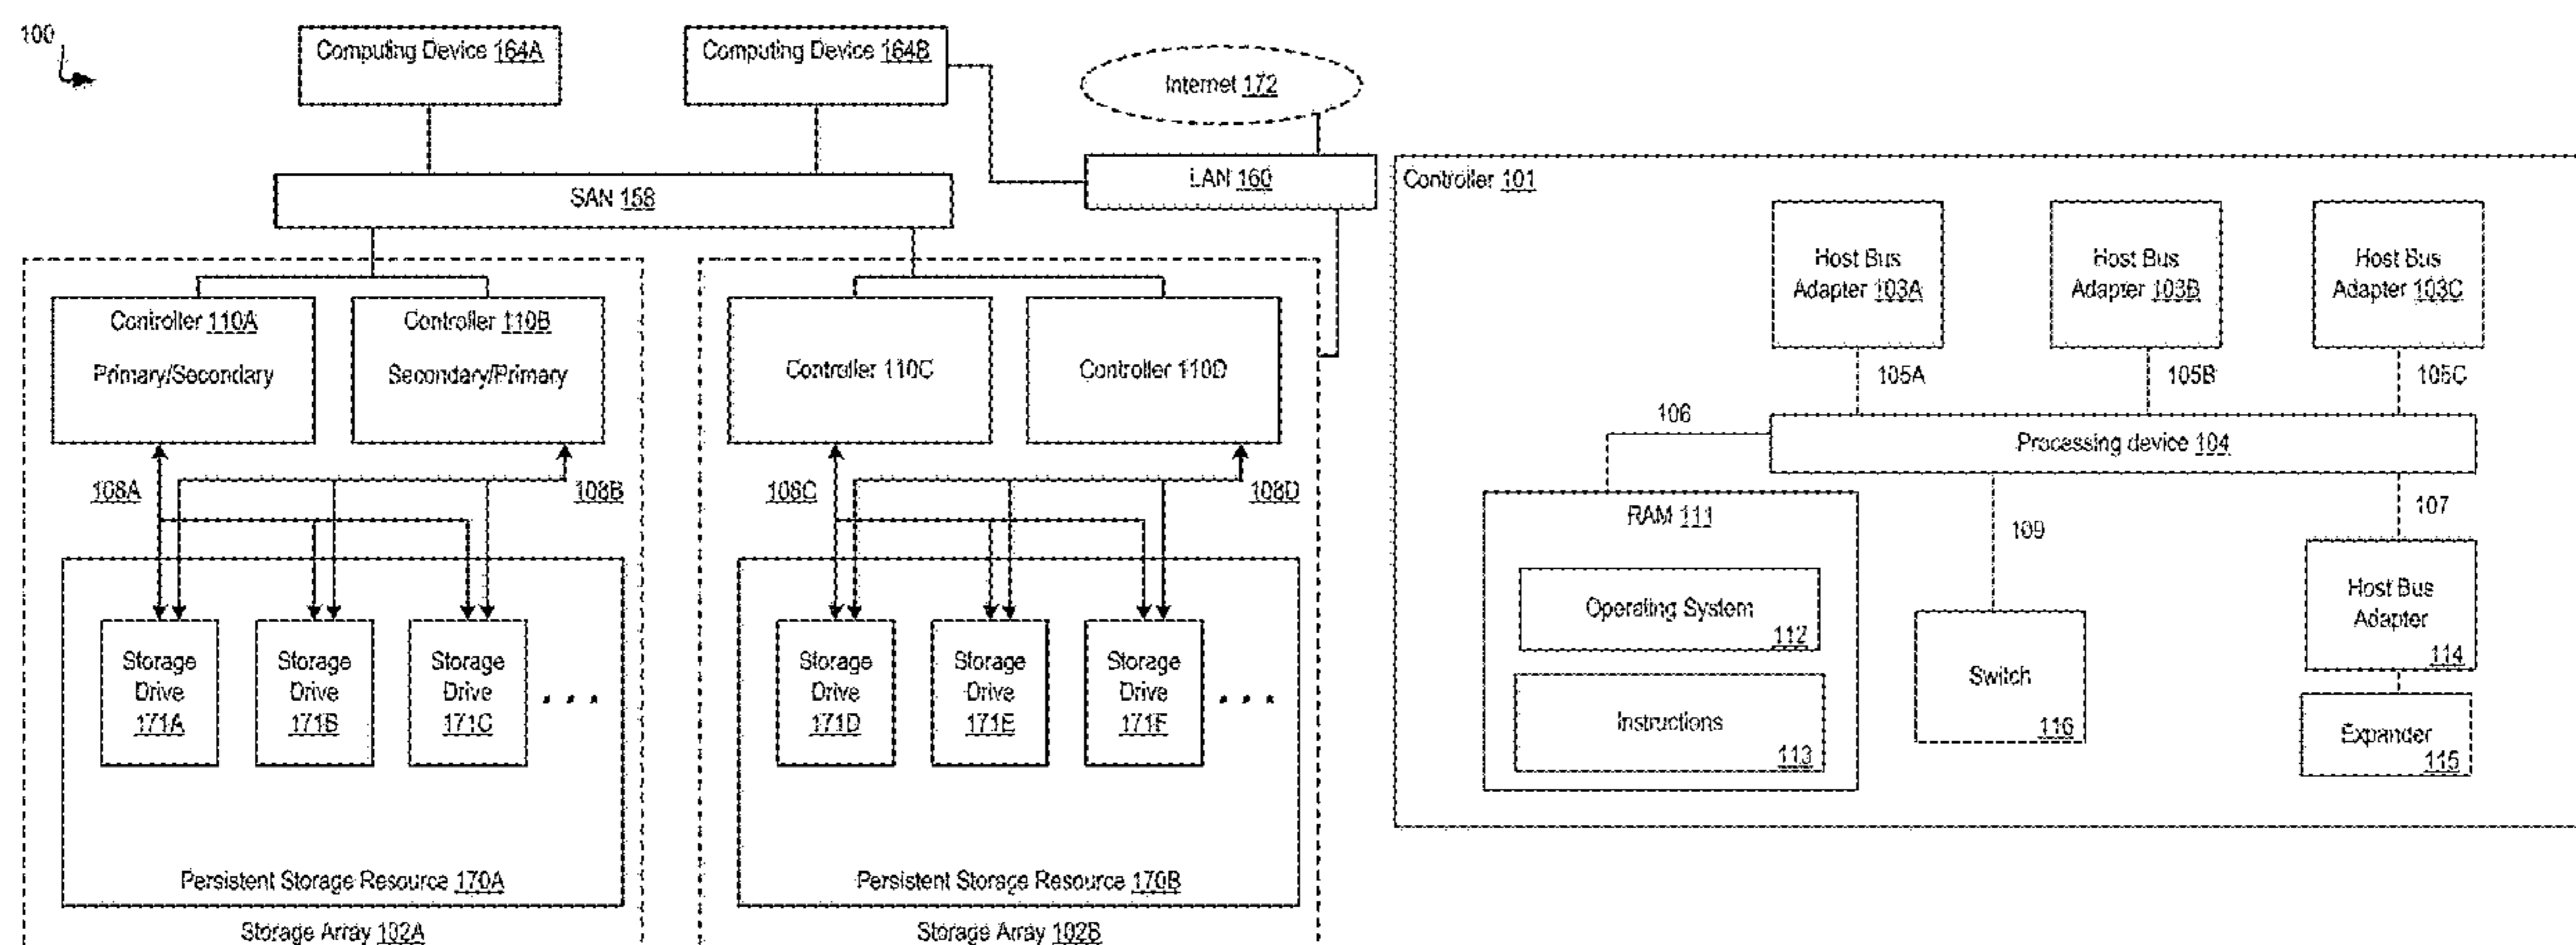 100
Computing Device 164A
Computing Device 164B
Internet 172
LAN 160
SAN 158
Controller 110A
Primary/Secondary
Controller 110B
Secondary/Primary
Controller 110C
Controller 110D
108A
108B
108C
108D
Storage
Drive
171A
Storage
Drive
171B
Storage
Drive
171C
. . .
Storage
Drive
171D
Storage
Drive
171E
Storage
Drive
171F
. . .
Persistent Storage Resource 170A
Persistent Storage Resource 170B
Storage Array 102A
Storage Array 102B
Controller 101
Host Bus
Adapter 103A
Host Bus
Adapter 103B
Host Bus
Adapter 103C
105A
105B
105C
106
Processing device 104
RAM 111
109
107
Operating System
112
Instructions
113
Switch
116
Host Bus
Adapter
114
Expander
115